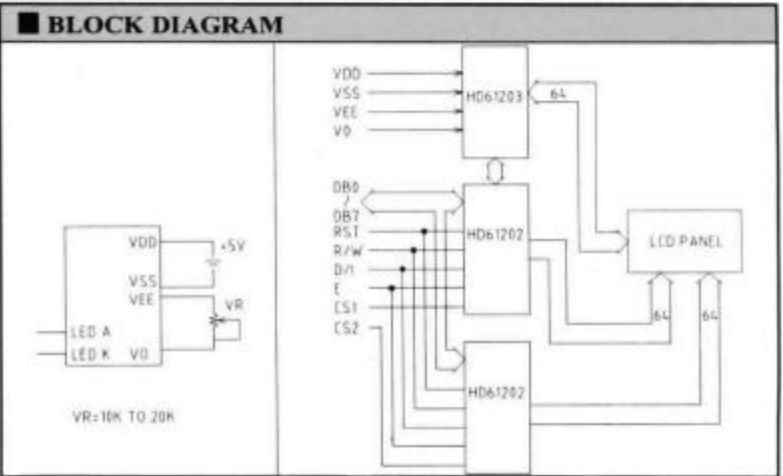 BLOCK DIAGRAM
VDD
+5V
VSS
VEE
VR
LED A
LED K
V0
VR=10K TO 20K
VDD
VSS
VEE
V0
HD61203
64
DB0
/
DB7
RST
R/W
D/I
E
CS1
CS2
HD61202
LCD PANEL
64
64
HD61202